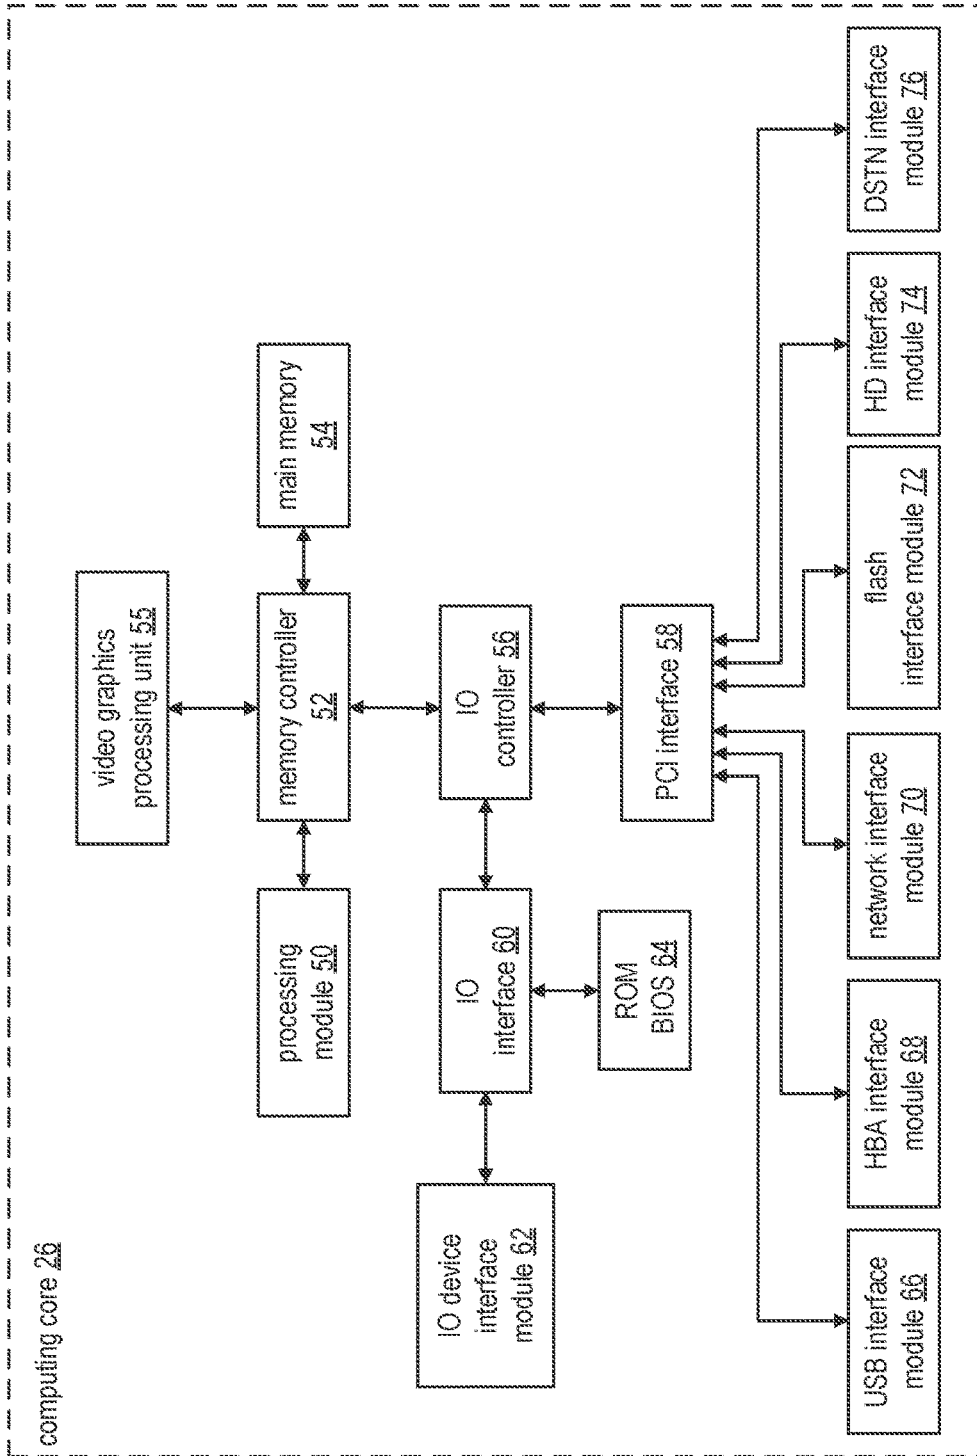 computing core 26
video graphics
processing unit 55
processing
module 50
memory controller
52
main memory
54
IO device
interface
module 62
IO
interface 60
IO
controller 56
ROM
BIOS 64
PCI interface 58
USB interface
module 66
HBA interface
module 68
network interface
module 70
flash
interface module 72
HD interface
module 74
DSTN interface
module 76